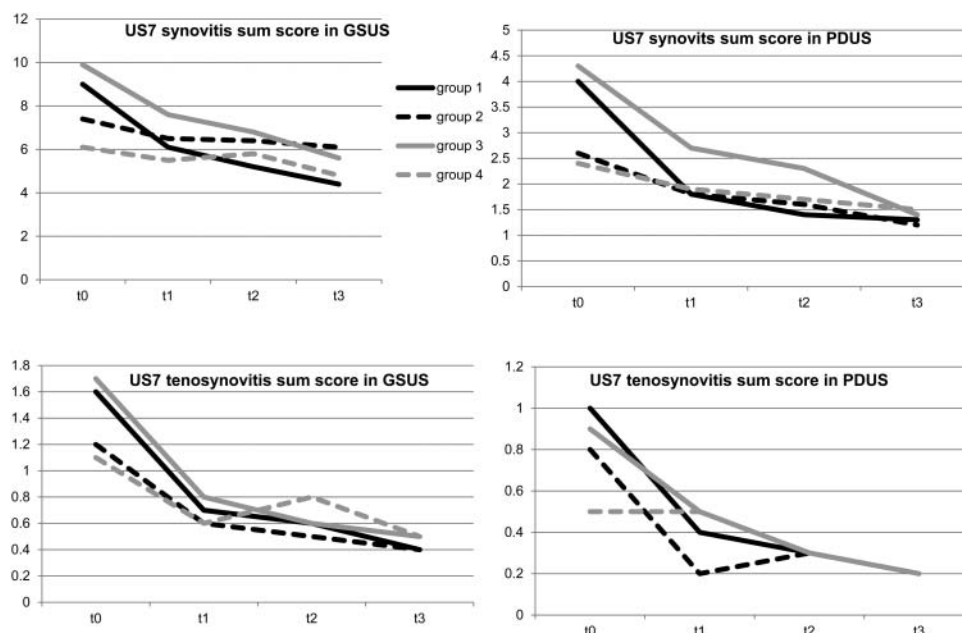 US7 synovitis sum score in GSUS
12
10
8
6
4
2
0
t0 t1 t2 t3
group 1
group 2
group 3
group 4
US7 synovits sum score in PDUS
5
4.5
4
3.5
3
2.5
2
1.5
1
0.5
0
t0 t1 t2 t3
US7 tenosynovitis sum score in GSUS
1.8
1.6
1.4
1.2
1
0.8
0.6
0.4
0.2
0
t0 t1 t2 t3
US7 tenosynovitis sum score in PDUS
1.2
1
0.8
0.6
0.4
0.2
0
t0 t1 t2 t3